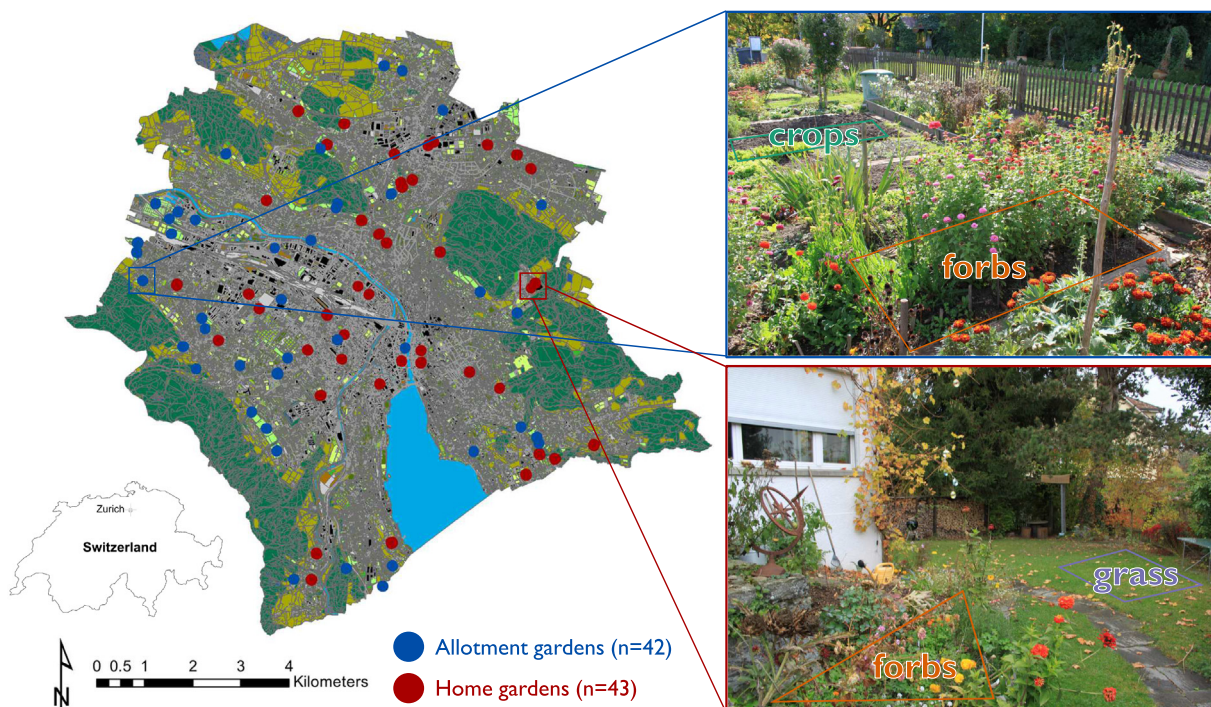 crops
forbs
grass
forbs
Zurich
Switzerland
N
0 0.5 1 2 3 4
Kilometers
Allotment gardens (n=42)
Home gardens (n=43)